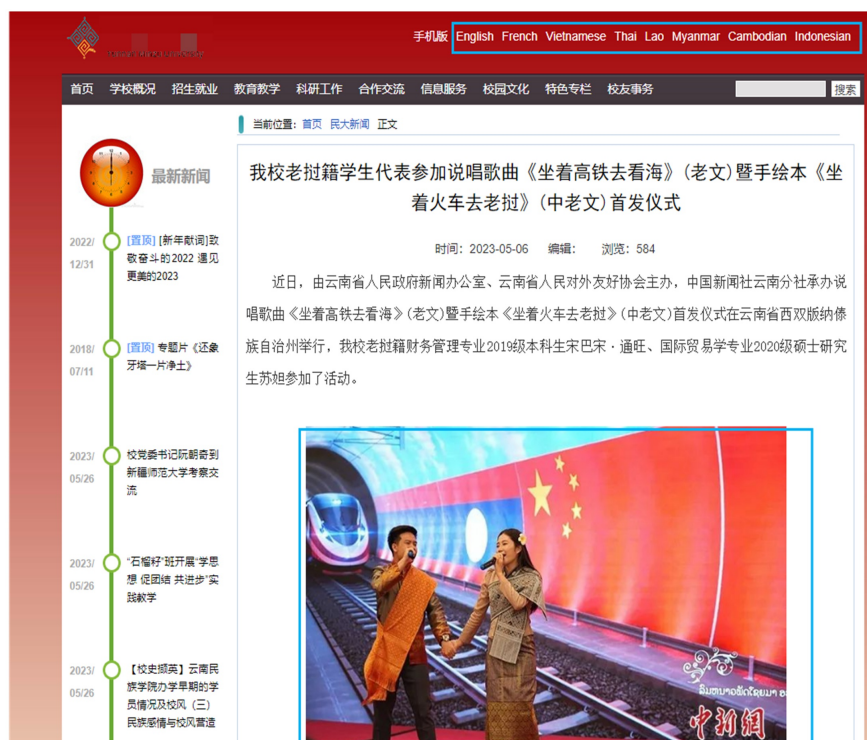 手机版 English French Vietnamese Thai Lao Myanmar Cambodian Indonesian
首页 学校概况 招生就业 教育教学 科研工作 合作交流 信息服务 校园文化 特色专栏 校友事务 搜索
当前位置：首页 民大新闻 正文
最新新闻
2022/
12/31
[置顶] [新年献词]致
敬奋斗的2022 遇见
更美的2023
2018/
07/11
[置顶] 专题片《还象
牙塔一片净土》
2023/
05/26
校党委书记阮朝奇到
新疆师范大学考察交
流
2023/
05/26
“石榴籽”班开展“学思
想 促团结 共进步”实
践教学
2023/
05/26
【校史撷英】云南民
族学院办学早期的学
员情况及校风（三）
民族感情与校风营造
我校老挝籍学生代表参加说唱歌曲《坐着高铁去看海》(老文)暨手绘本《坐
着火车去老挝》(中老文)首发仪式
时间：2023-05-06 编辑： 浏览：584
近日，由云南省人民政府新闻办公室、云南省人民对外友好协会主办，中国新闻社云南分社承办说
唱歌曲《坐着高铁去看海》(老文)暨手绘本《坐着火车去老挝》(中老文)首发仪式在云南省西双版纳傣
族自治州举行，我校老挝籍财务管理专业2019级本科生宋巴宋·通旺、国际贸易学专业2020级硕士研究
生苏妲参加了活动。
中新網